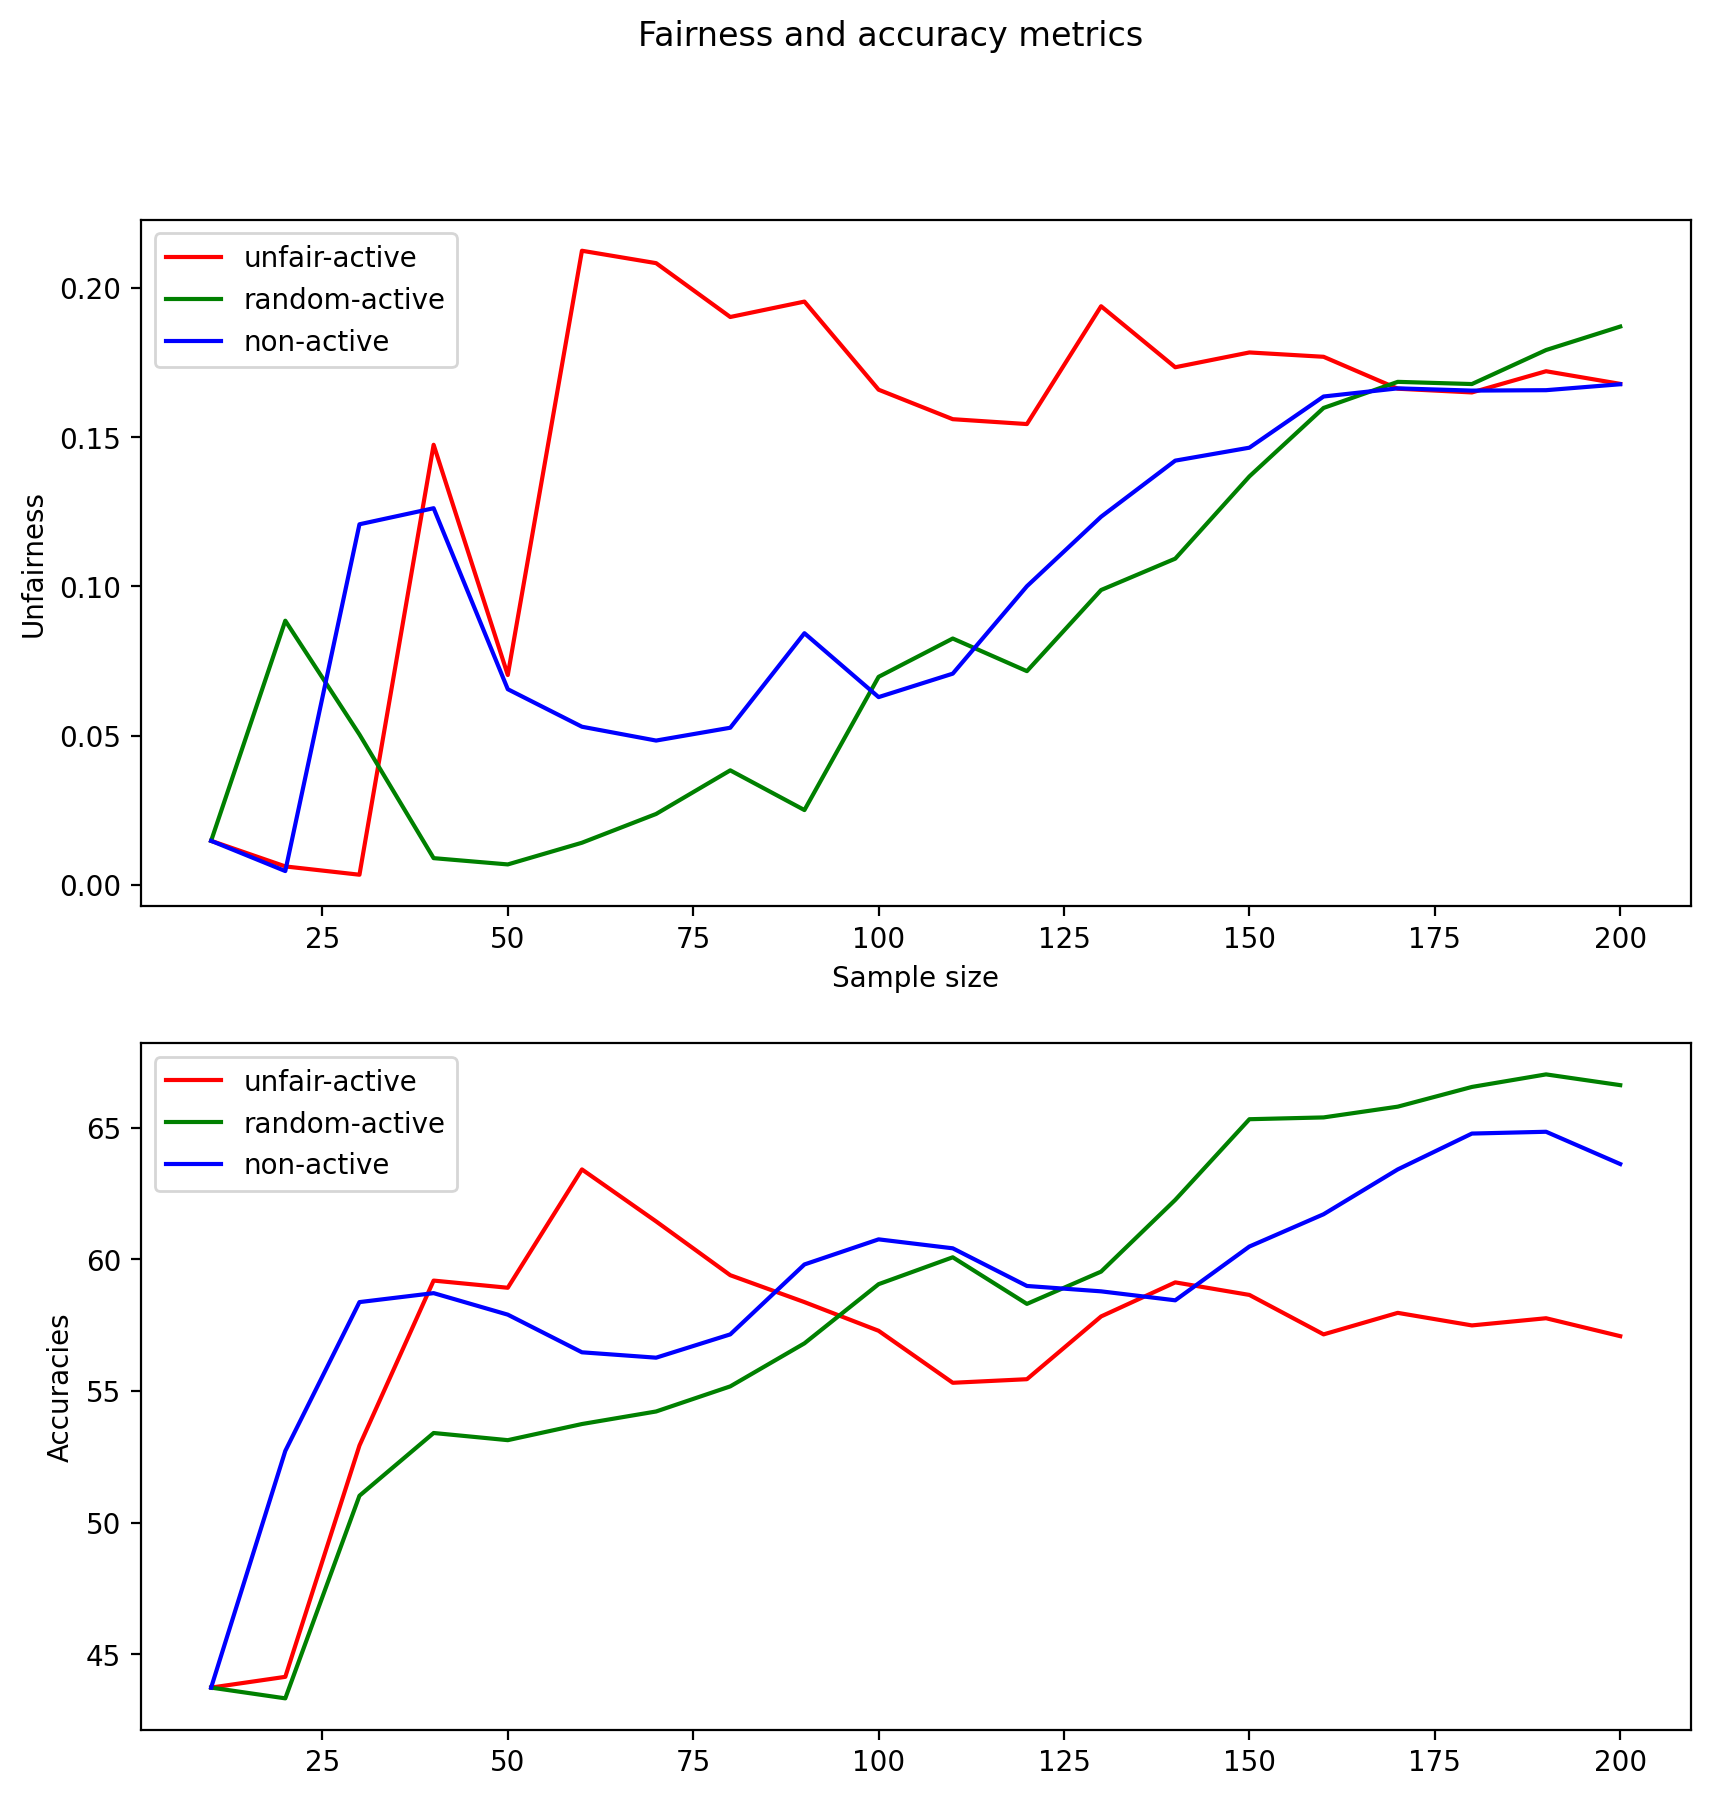 Fairness and accuracy metrics
unfair-active
random-active
non-active
0.20
0.15
0.10
0.05
0.00
Unfairness
25 50 75 100 125 150 175 200
Sample size
unfair-active
random-active
non-active
65
60
55
50
45
Accuracies
25 50 75 100 125 150 175 200